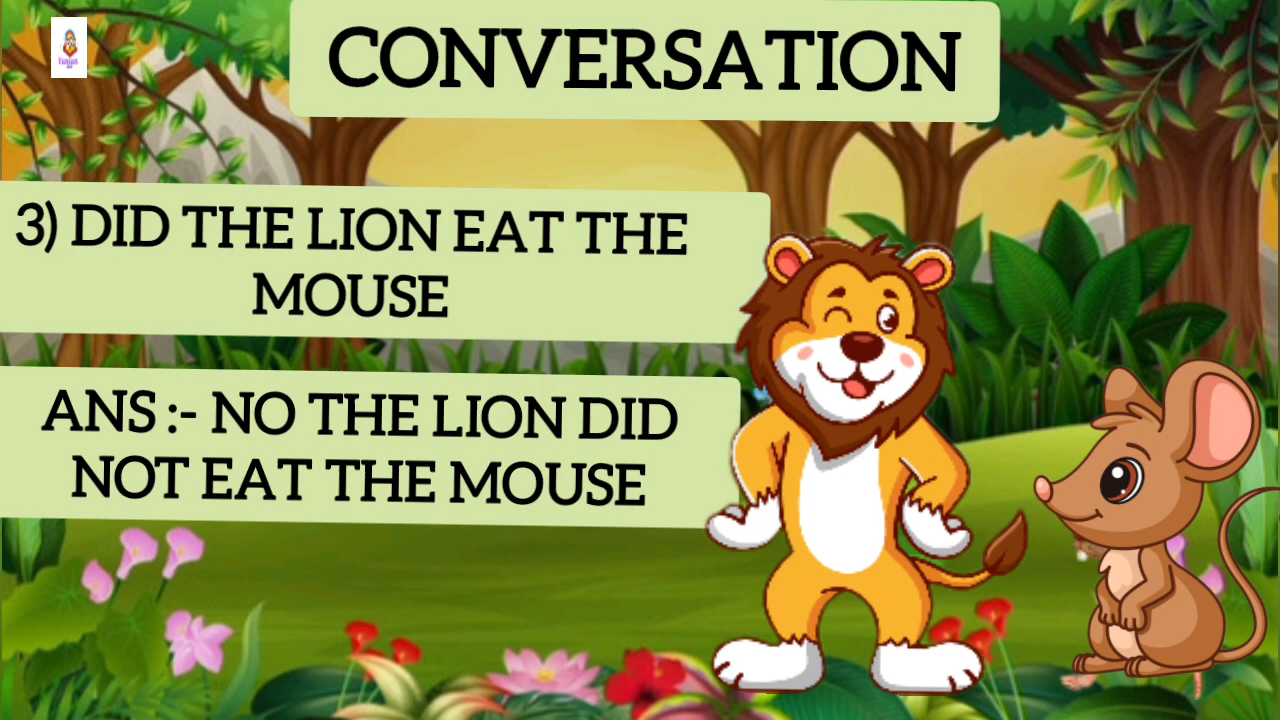 CONVERSATION
3) DID THE LION EAT THE
MOUSE
ANS :- NO THE LION DID
NOT EAT THE MOUSE